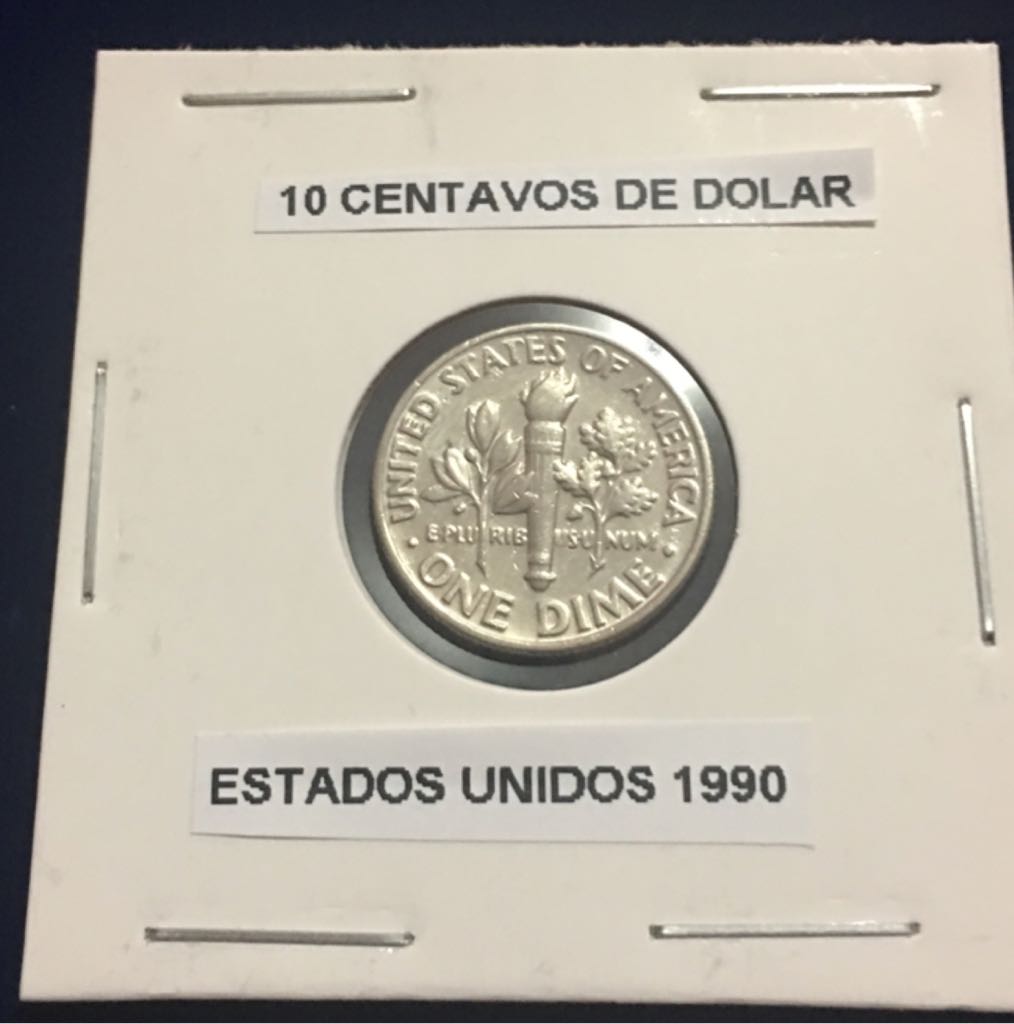 10 CENTAVOS DE DOLAR
UNITED STATES OF AMERICA
E PLURIBUS UNUM
ONE DIME
ESTADOS UNIDOS 1990